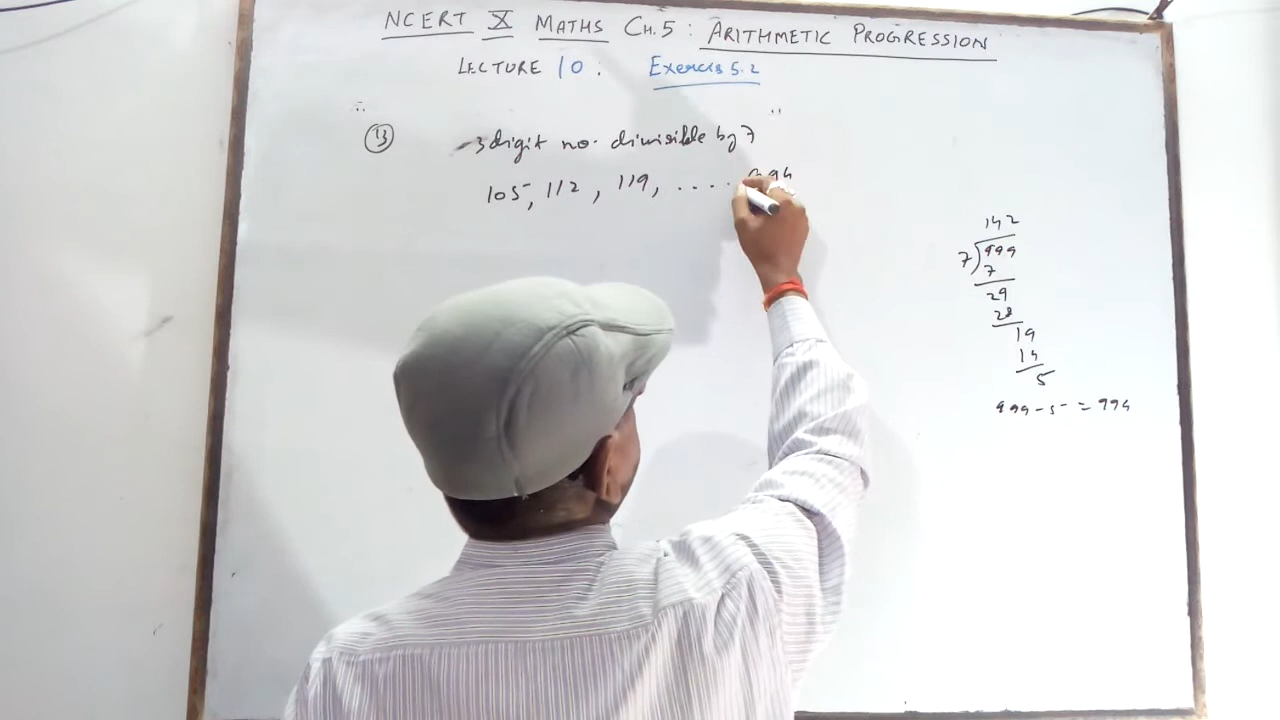 NCERT X MATHS CH.5 : ARITHMETIC PROGRESSION
LECTURE 10 : Exercis 5.2
(13) 3 digit no. divisible by 7
105, 112, 119, ..... 994
142
7)999
7
29
28
19
14
5
999-5 = 994